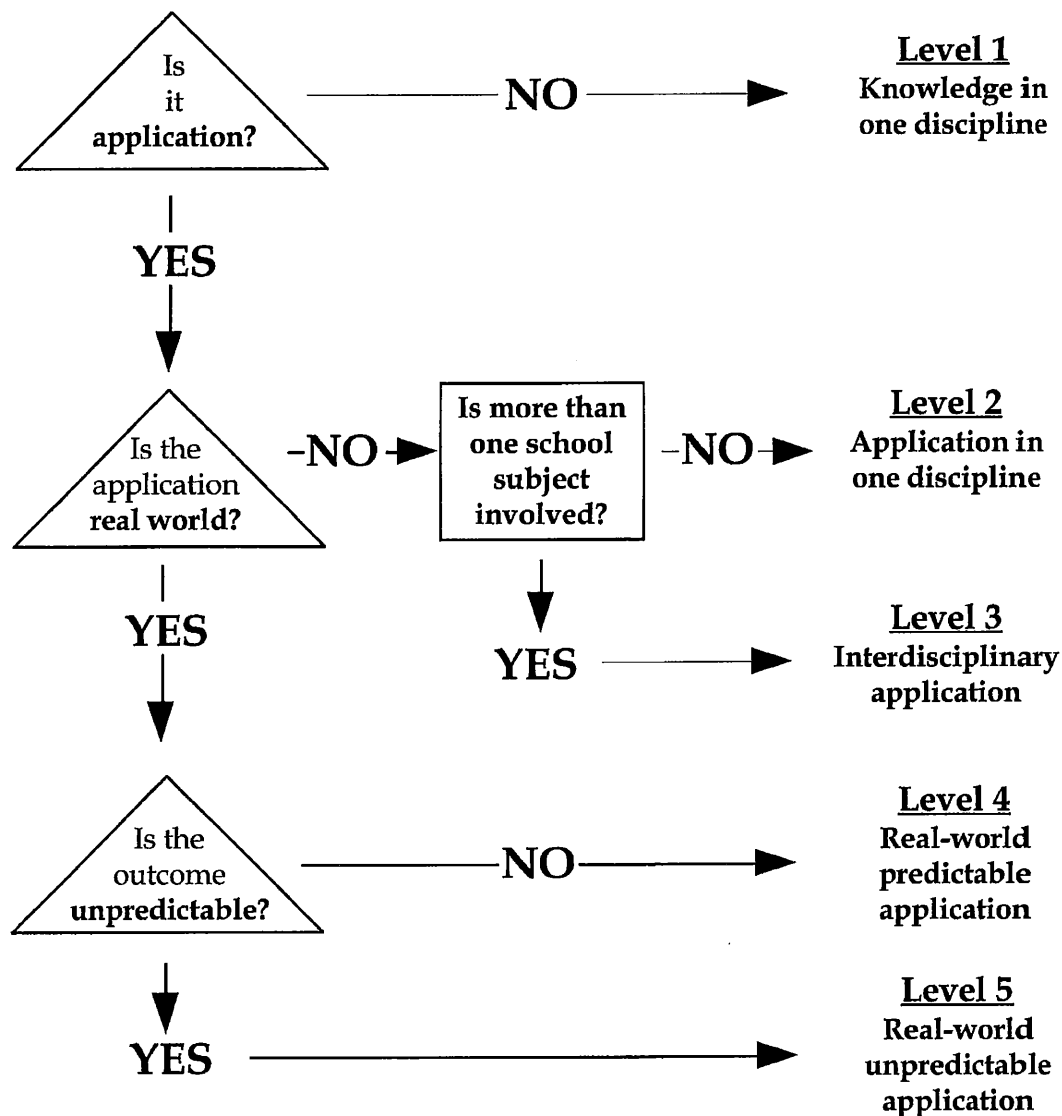 Is
it
application?
NO
Level 1
Knowledge in
one discipline
YES
Is the
application
real world?
NO
Is more than
one school
subject
involved?
NO
Level 2
Application in
one discipline
YES
YES
Level 3
Interdisciplinary
application
Is the
outcome
unpredictable?
NO
Level 4
Real-world
predictable
application
YES
Level 5
Real-world
unpredictable
application